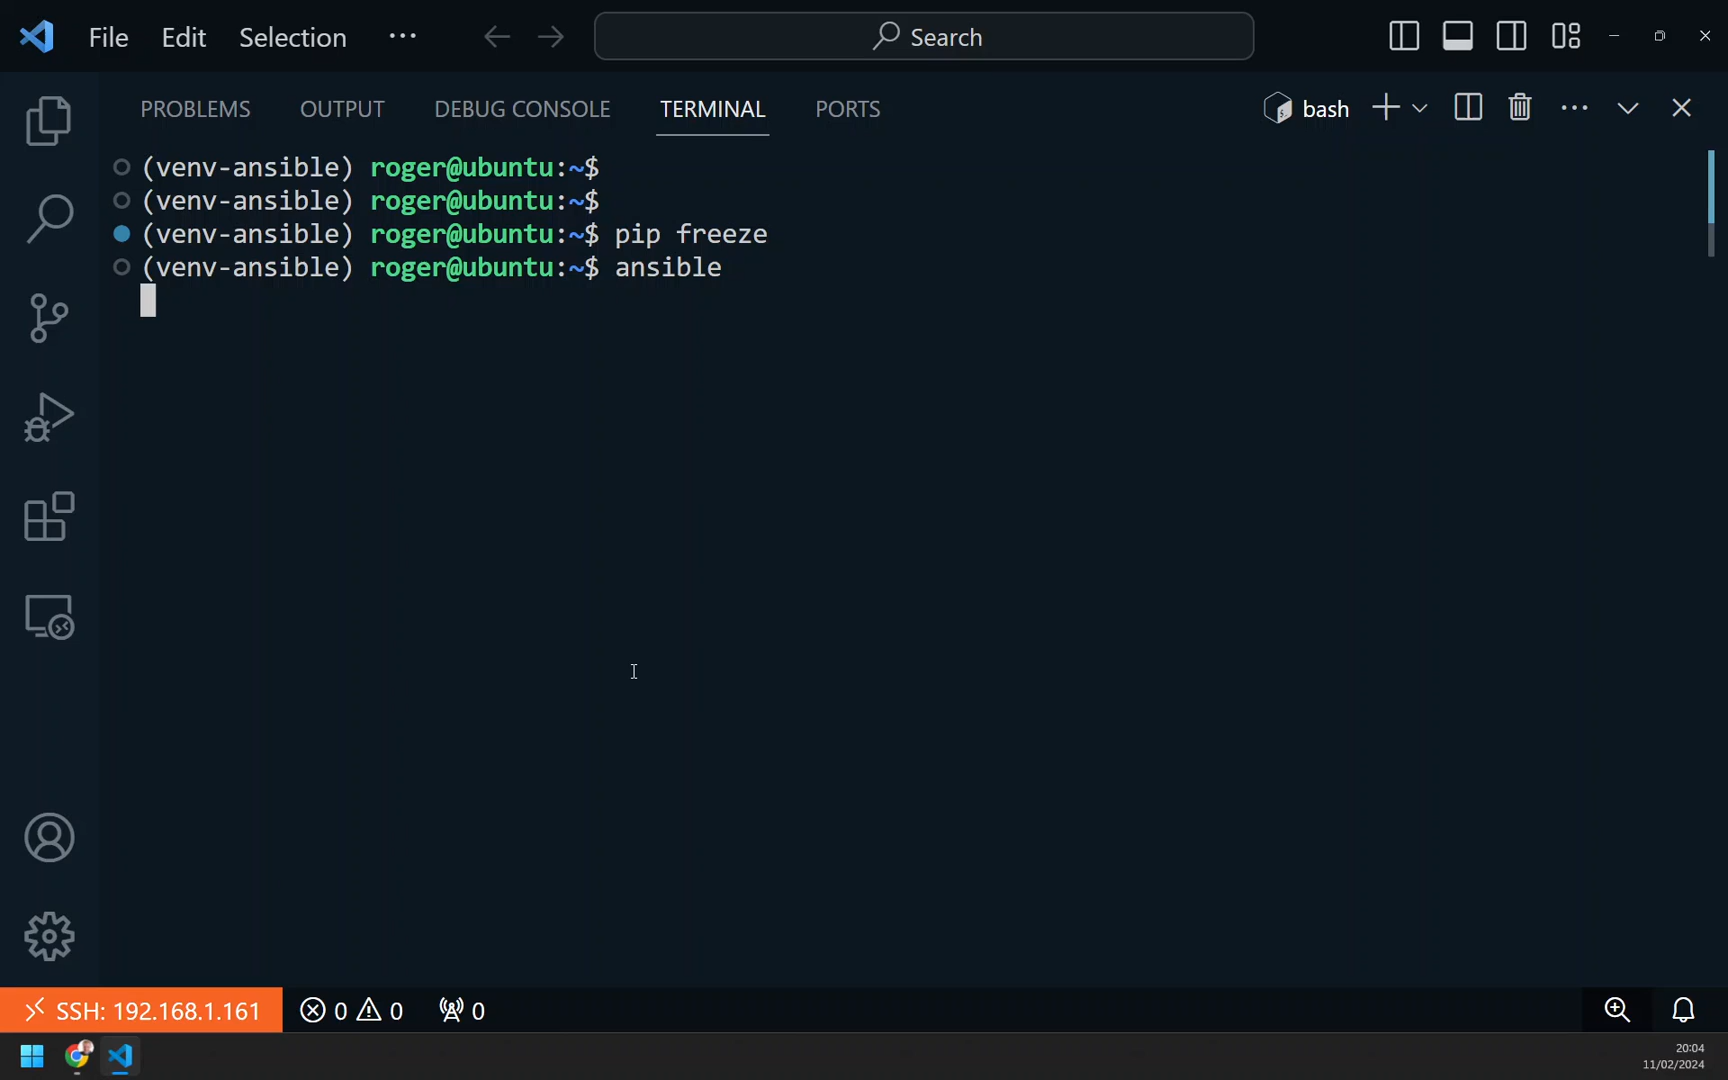 File Edit Selection ··· Search
PROBLEMS OUTPUT DEBUG CONSOLE TERMINAL PORTS bash
(venv-ansible) roger@ubuntu:~$
(venv-ansible) roger@ubuntu:~$
(venv-ansible) roger@ubuntu:~$ pip freeze
(venv-ansible) roger@ubuntu:~$ ansible
SSH: 192.168.1.161 0 0 0
20:04
11/02/2024